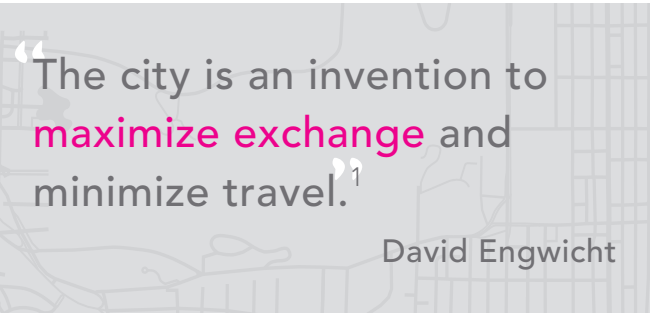 “The city is an invention to
maximize exchange and
minimize travel.”1
David Engwicht